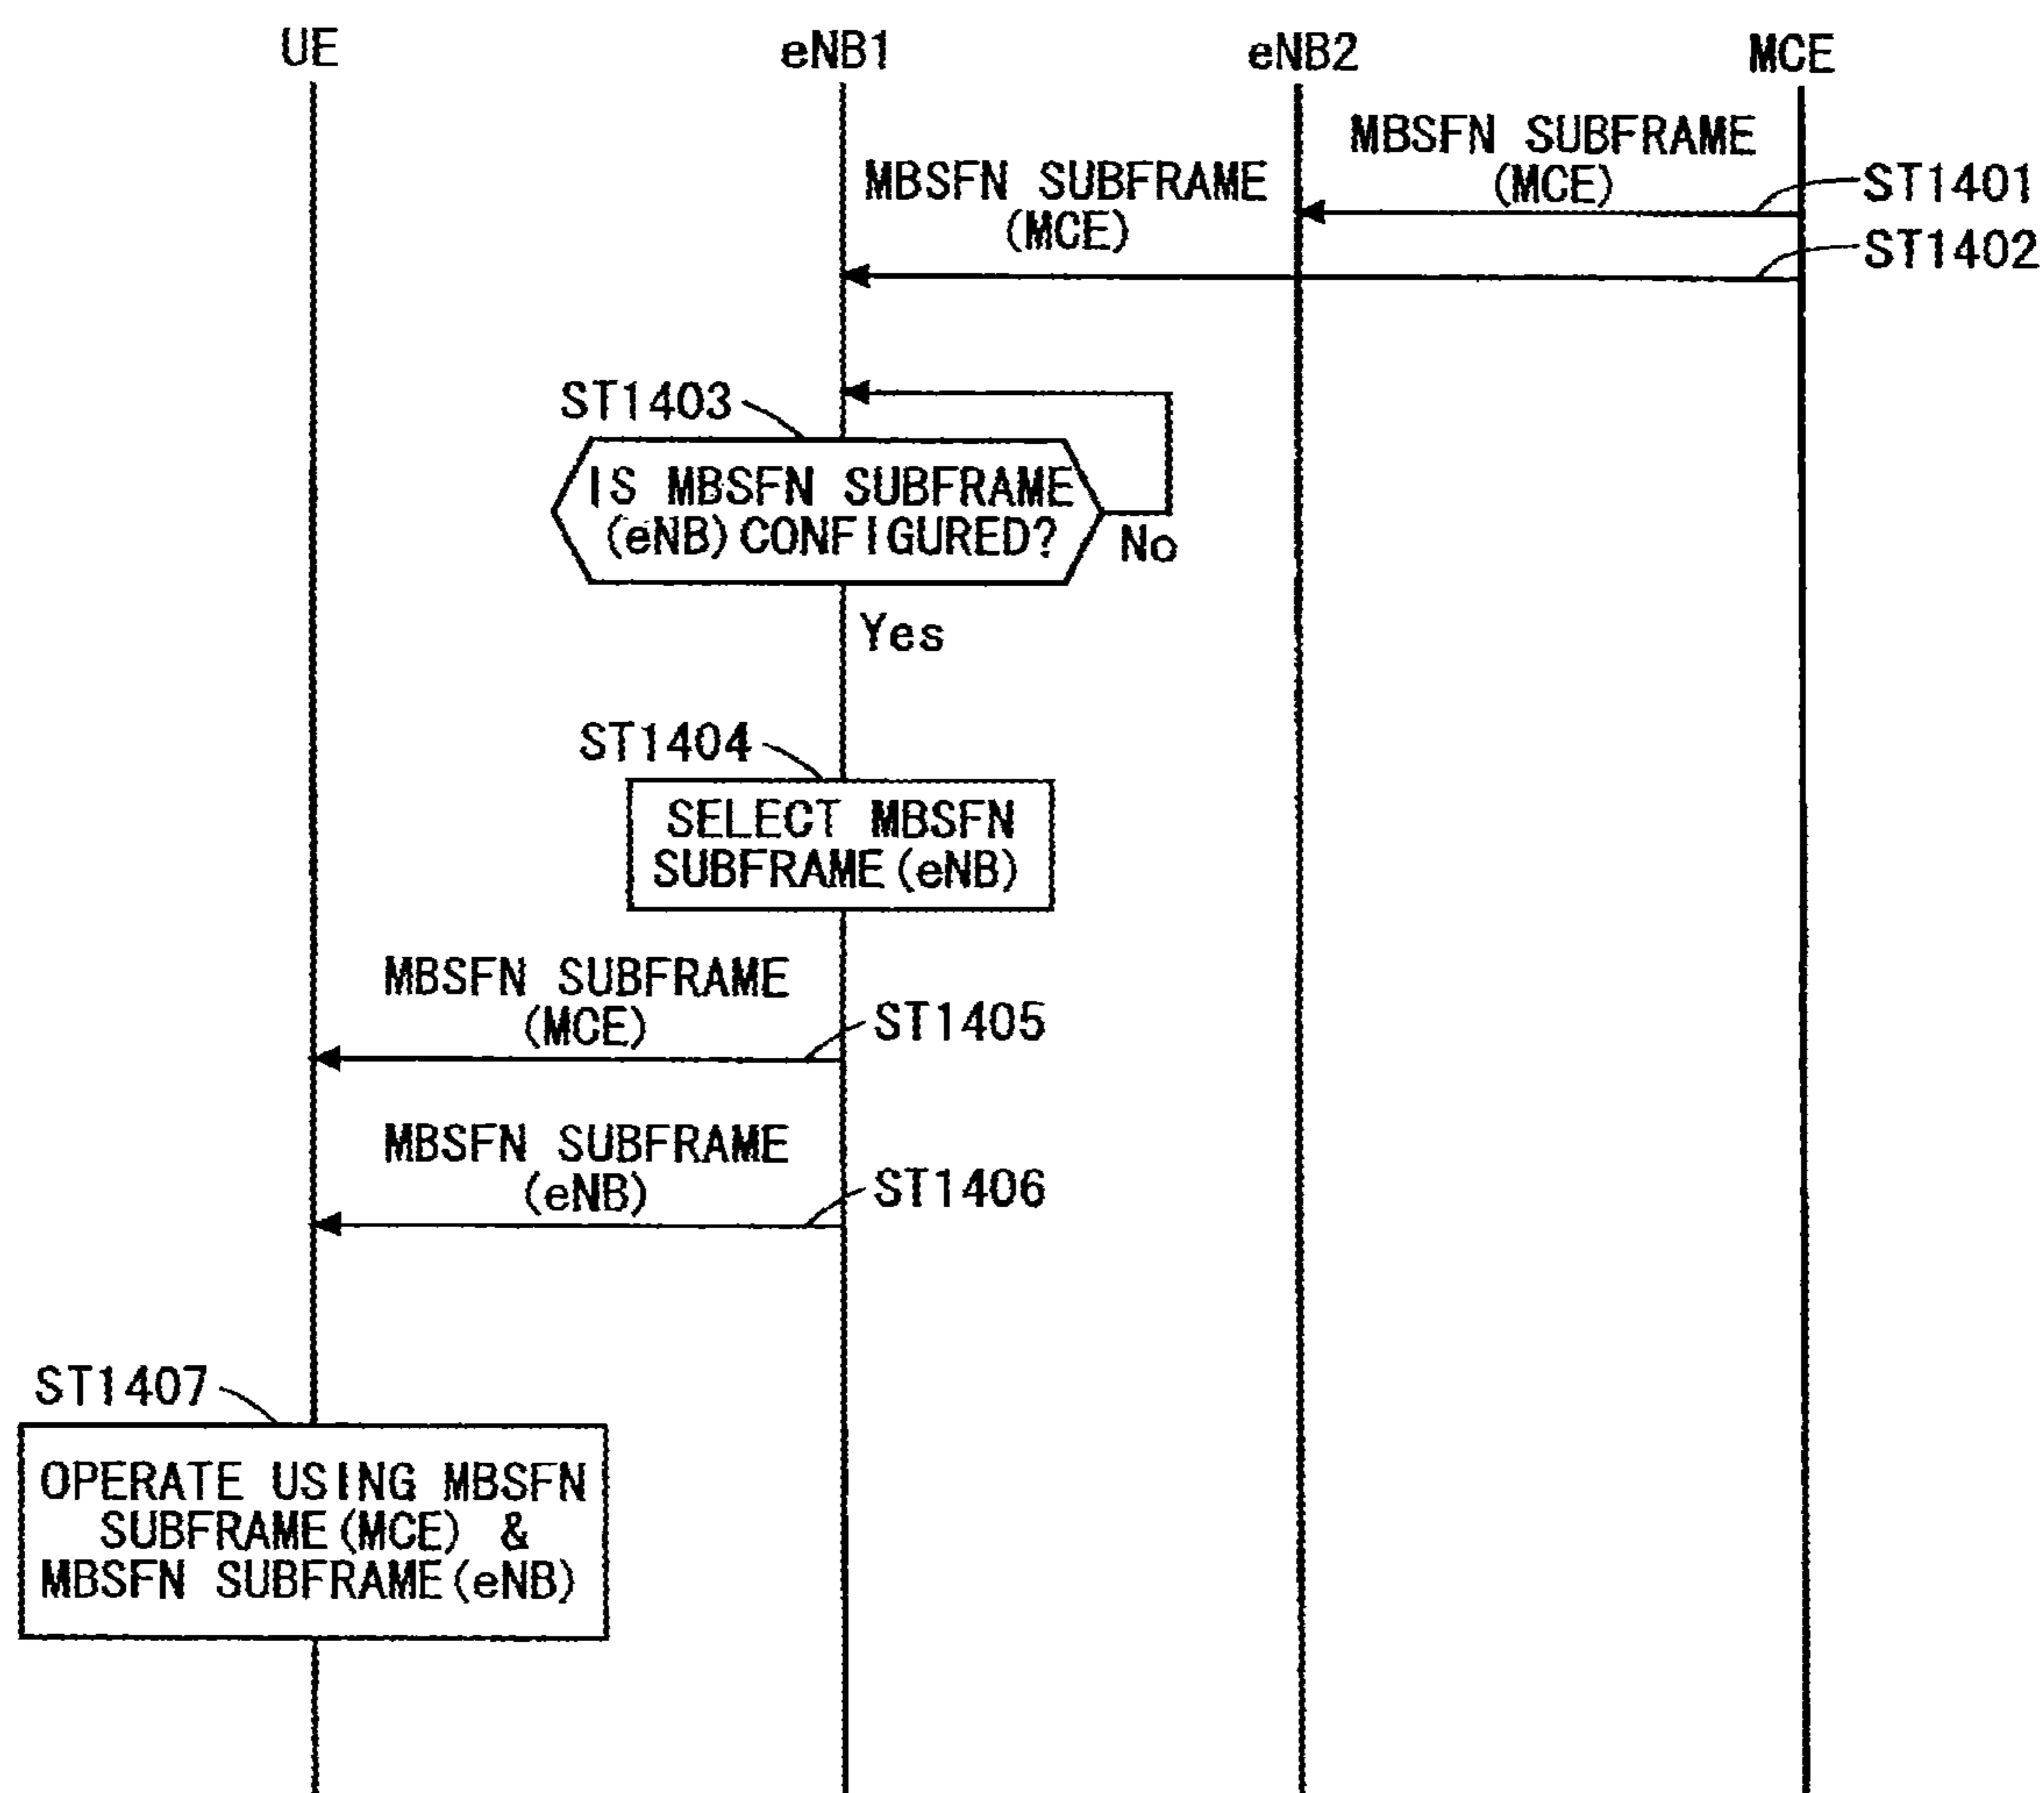 UE
eNB1
eNB2
MCE
MBSFN SUBFRAME
(MCE)
ST1401
MBSFN SUBFRAME
(MCE)
ST1402
ST1403
IS MBSFN SUBFRAME
(eNB) CONFIGURED?
No
Yes
ST1404
SELECT MBSFN
SUBFRAME (eNB)
MBSFN SUBFRAME
(MCE)
ST1405
MBSFN SUBFRAME
(eNB)
ST1406
ST1407
OPERATE USING MBSFN
SUBFRAME (MCE) &
MBSFN SUBFRAME (eNB)